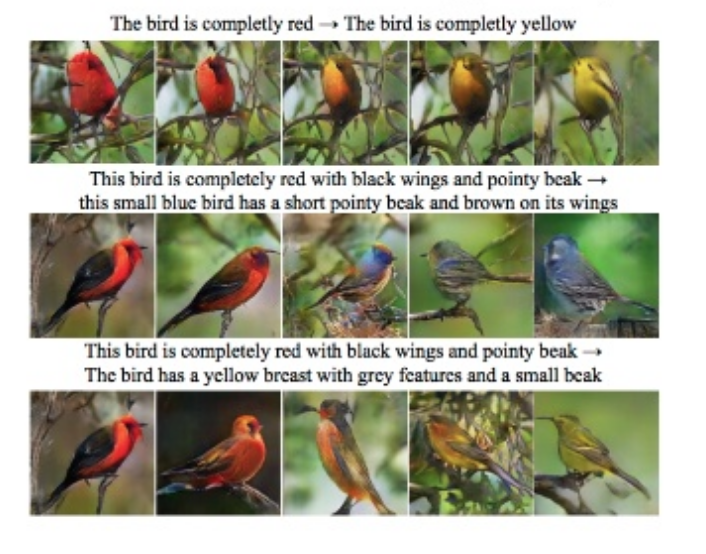 The bird is completly red → The bird is completly yellow
This bird is completely red with black wings and pointy beak →
this small blue bird has a short pointy beak and brown on its wings
This bird is completely red with black wings and pointy beak →
The bird has a yellow breast with grey features and a small beak